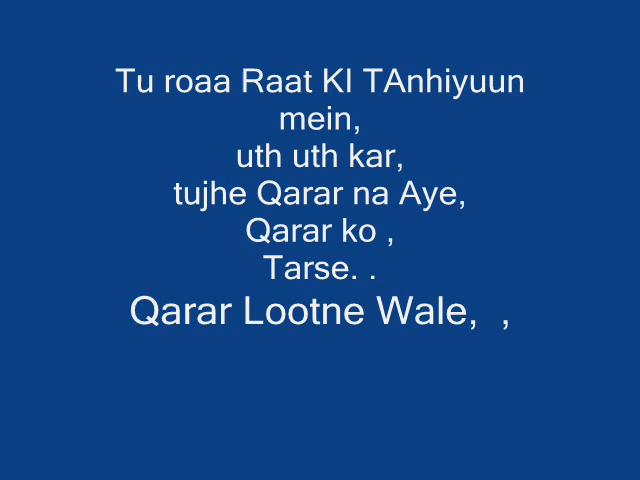 Tu roaa Raat KI TAnhiyuun
mein,
uth uth kar,
tujhe Qarar na Aye,
Qarar ko ,
Tarse. .
Qarar Lootne Wale,  ,